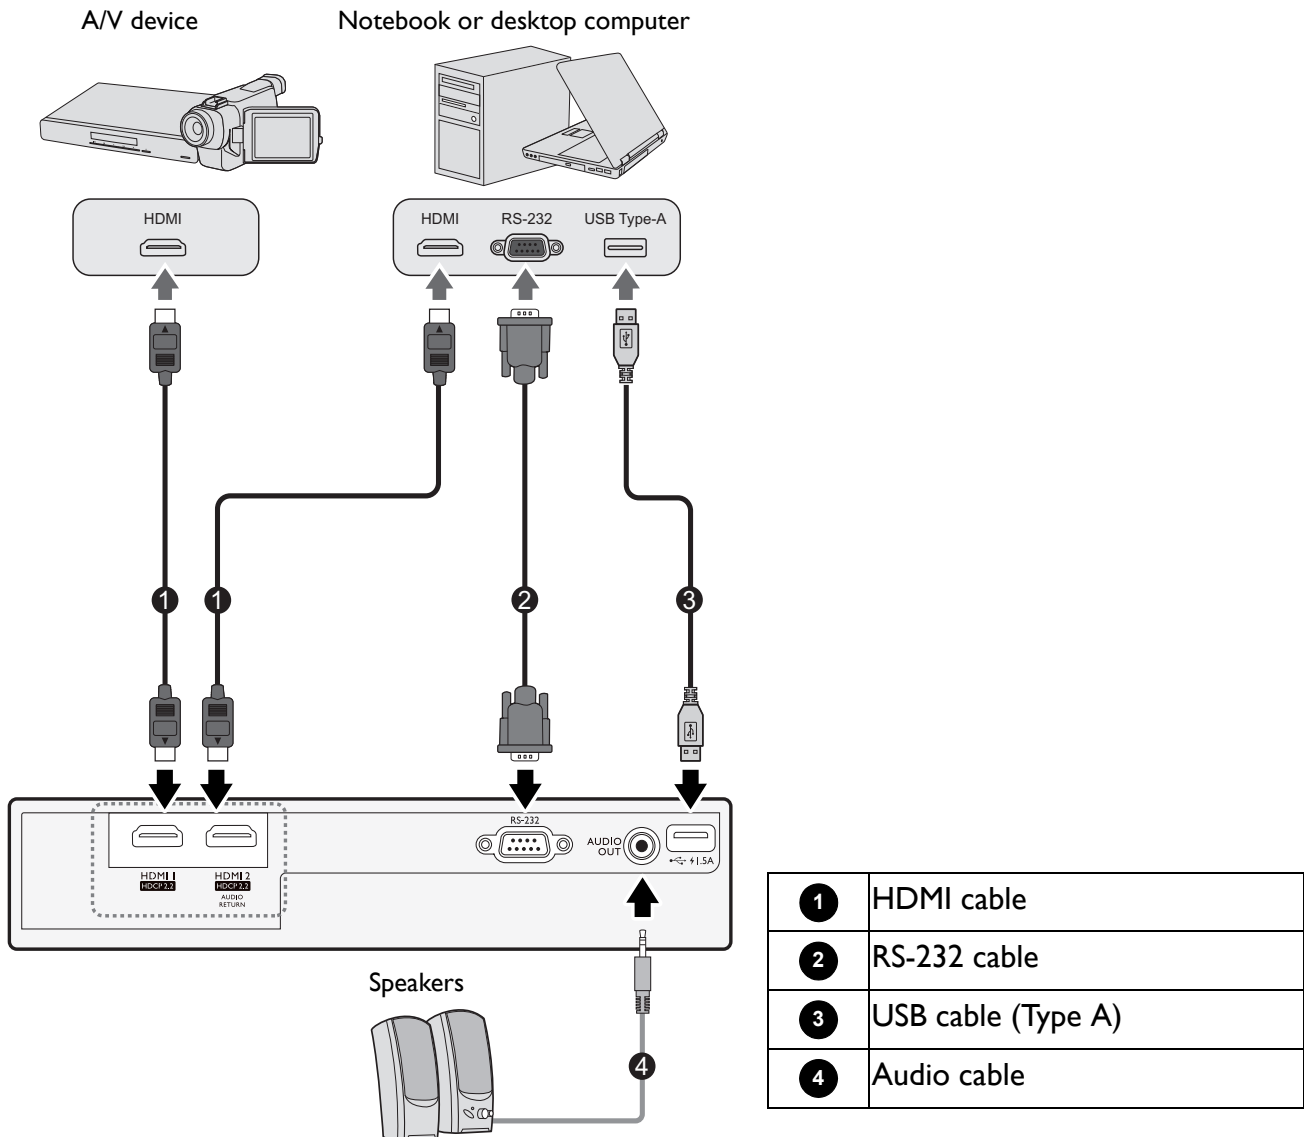 A/V device
Notebook or desktop computer
HDMI
HDMI
RS-232
USB Type-A
1
1
2
3
RS-232
AUDIO
OUT
1.5A
HDMI 1
HDCP 2.2
HDMI 2
HDCP 2.2
AUDIO
RETURN
Speakers
4
1 HDMI cable
2 RS-232 cable
3 USB cable (Type A)
4 Audio cable